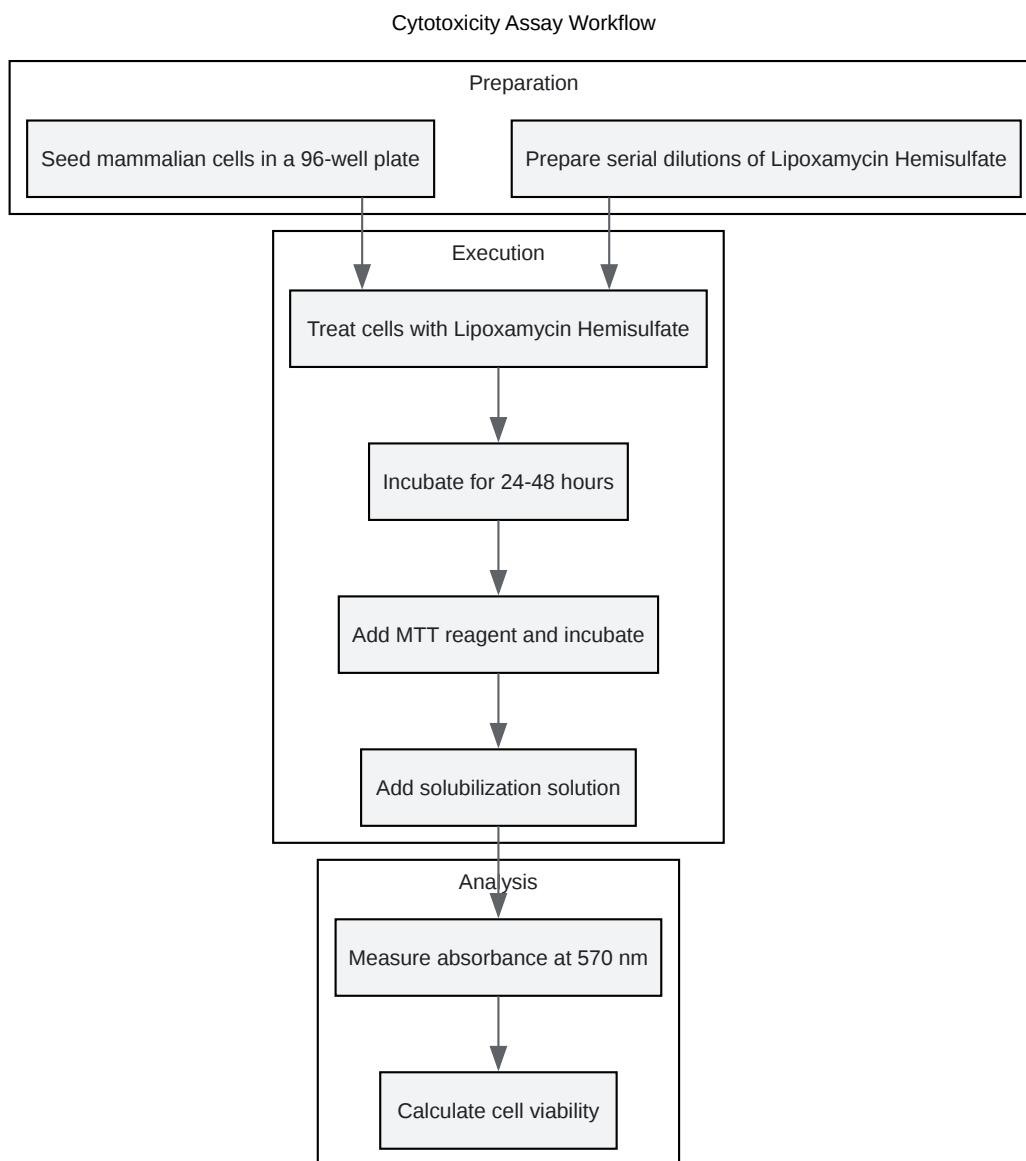 Cytotoxicity Assay Workflow
Preparation
Seed mammalian cells in a 96-well plate
Prepare serial dilutions of Lipoxamycin Hemisulfate
Execution
Treat cells with Lipoxamycin Hemisulfate
Incubate for 24-48 hours
Add MTT reagent and incubate
Add solubilization solution
Analysis
Measure absorbance at 570 nm
Calculate cell viability